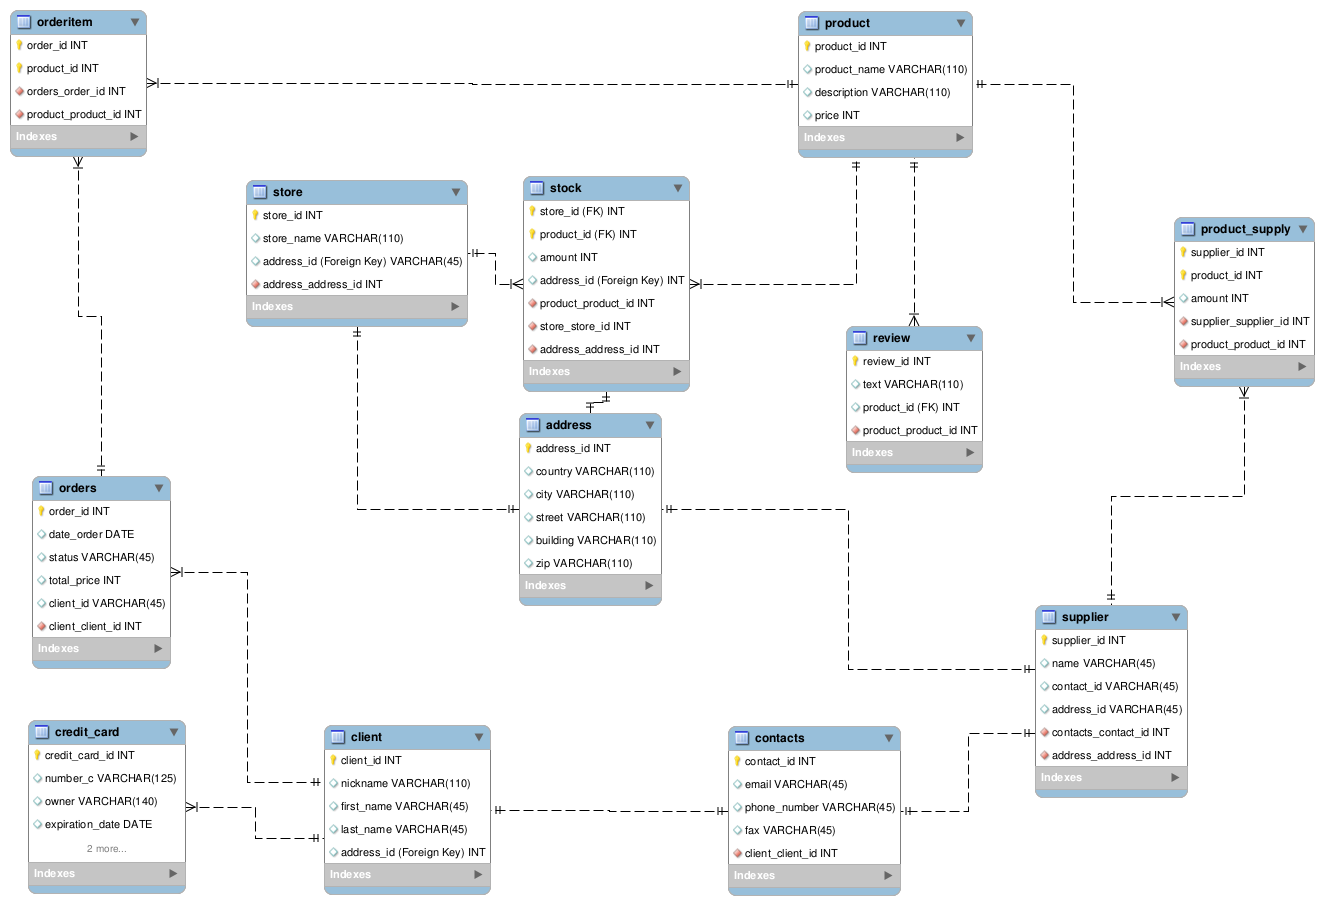 orderitem
order_id INT
product_id INT
orders_order_id INT
product_product_id INT
Indexes
product
product_id INT
product_name VARCHAR(110)
description VARCHAR(110)
price INT
Indexes
store
store_id INT
store_name VARCHAR(110)
address_id (Foreign Key) VARCHAR(45)
address_address_id INT
Indexes
stock
store_id (FK) INT
product_id (FK) INT
amount INT
address_id (Foreign Key) INT
product_product_id INT
store_store_id INT
address_address_id INT
Indexes
product_supply
supplier_id INT
product_id INT
amount INT
supplier_supplier_id INT
product_product_id INT
Indexes
review
review_id INT
text VARCHAR(110)
product_id (FK) INT
product_product_id INT
Indexes
address
address_id INT
country VARCHAR(110)
city VARCHAR(110)
street VARCHAR(110)
building VARCHAR(110)
zip VARCHAR(110)
Indexes
orders
order_id INT
date_order DATE
status VARCHAR(45)
total_price INT
client_id VARCHAR(45)
client_client_id INT
Indexes
supplier
supplier_id INT
name VARCHAR(45)
contact_id VARCHAR(45)
address_id VARCHAR(45)
contacts_contact_id INT
address_address_id INT
Indexes
credit_card
credit_card_id INT
number_c VARCHAR(125)
owner VARCHAR(140)
expiration_date DATE
2 more...
Indexes
client
client_id INT
nickname VARCHAR(110)
first_name VARCHAR(45)
last_name VARCHAR(45)
address_id (Foreign Key) INT
Indexes
contacts
contact_id INT
email VARCHAR(45)
phone_number VARCHAR(45)
fax VARCHAR(45)
client_client_id INT
Indexes